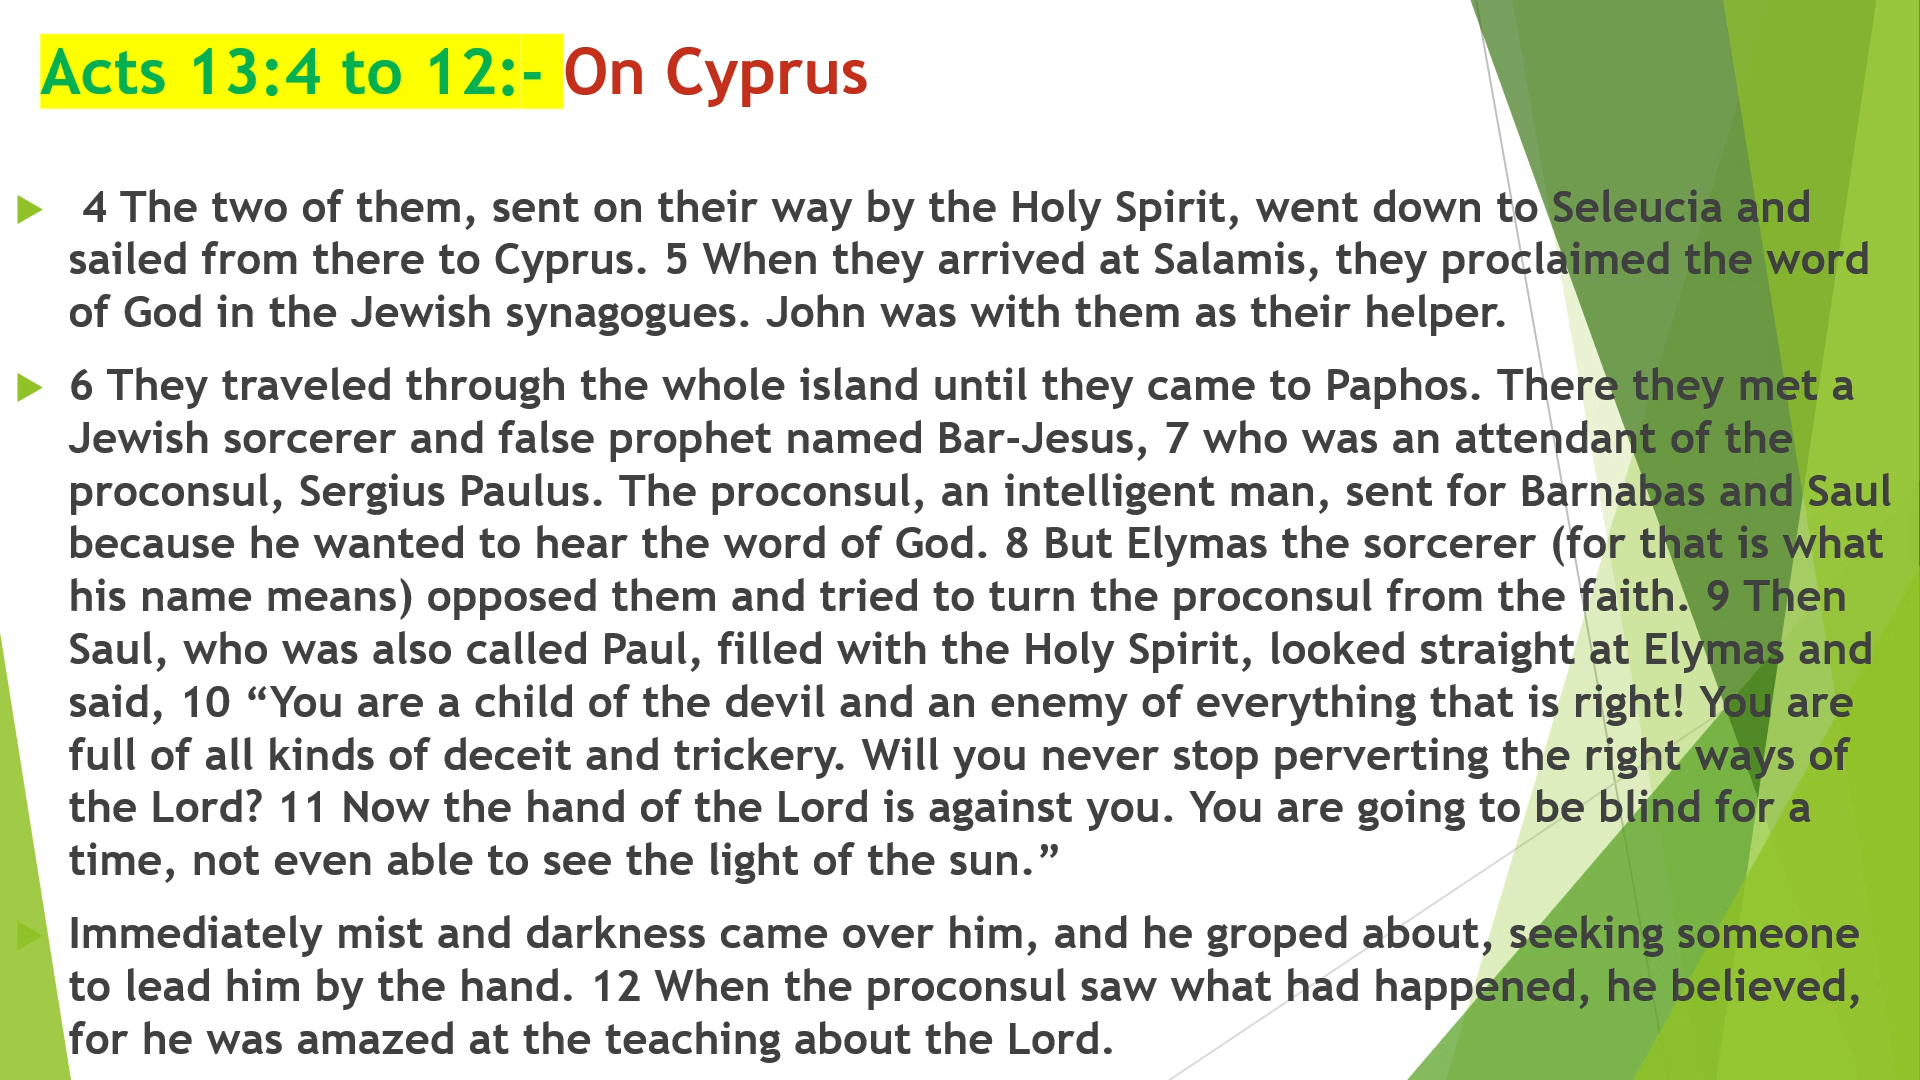 Acts 13:4 to 12:- On Cyprus
4 The two of them, sent on their way by the Holy Spirit, went down to Seleucia and
sailed from there to Cyprus. 5 When they arrived at Salamis, they proclaimed the word
of God in the Jewish synagogues. John was with them as their helper.
6 They traveled through the whole island until they came to Paphos. There they met a
Jewish sorcerer and false prophet named Bar-Jesus, 7 who was an attendant of the
proconsul, Sergius Paulus. The proconsul, an intelligent man, sent for Barnabas and Saul
because he wanted to hear the word of God. 8 But Elymas the sorcerer (for that is what
his name means) opposed them and tried to turn the proconsul from the faith. 9 Then
Saul, who was also called Paul, filled with the Holy Spirit, looked straight at Elymas and
said, 10 “You are a child of the devil and an enemy of everything that is right! You are
full of all kinds of deceit and trickery. Will you never stop perverting the right ways of
the Lord? 11 Now the hand of the Lord is against you. You are going to be blind for a
time, not even able to see the light of the sun.”
Immediately mist and darkness came over him, and he groped about, seeking someone
to lead him by the hand. 12 When the proconsul saw what had happened, he believed,
for he was amazed at the teaching about the Lord.